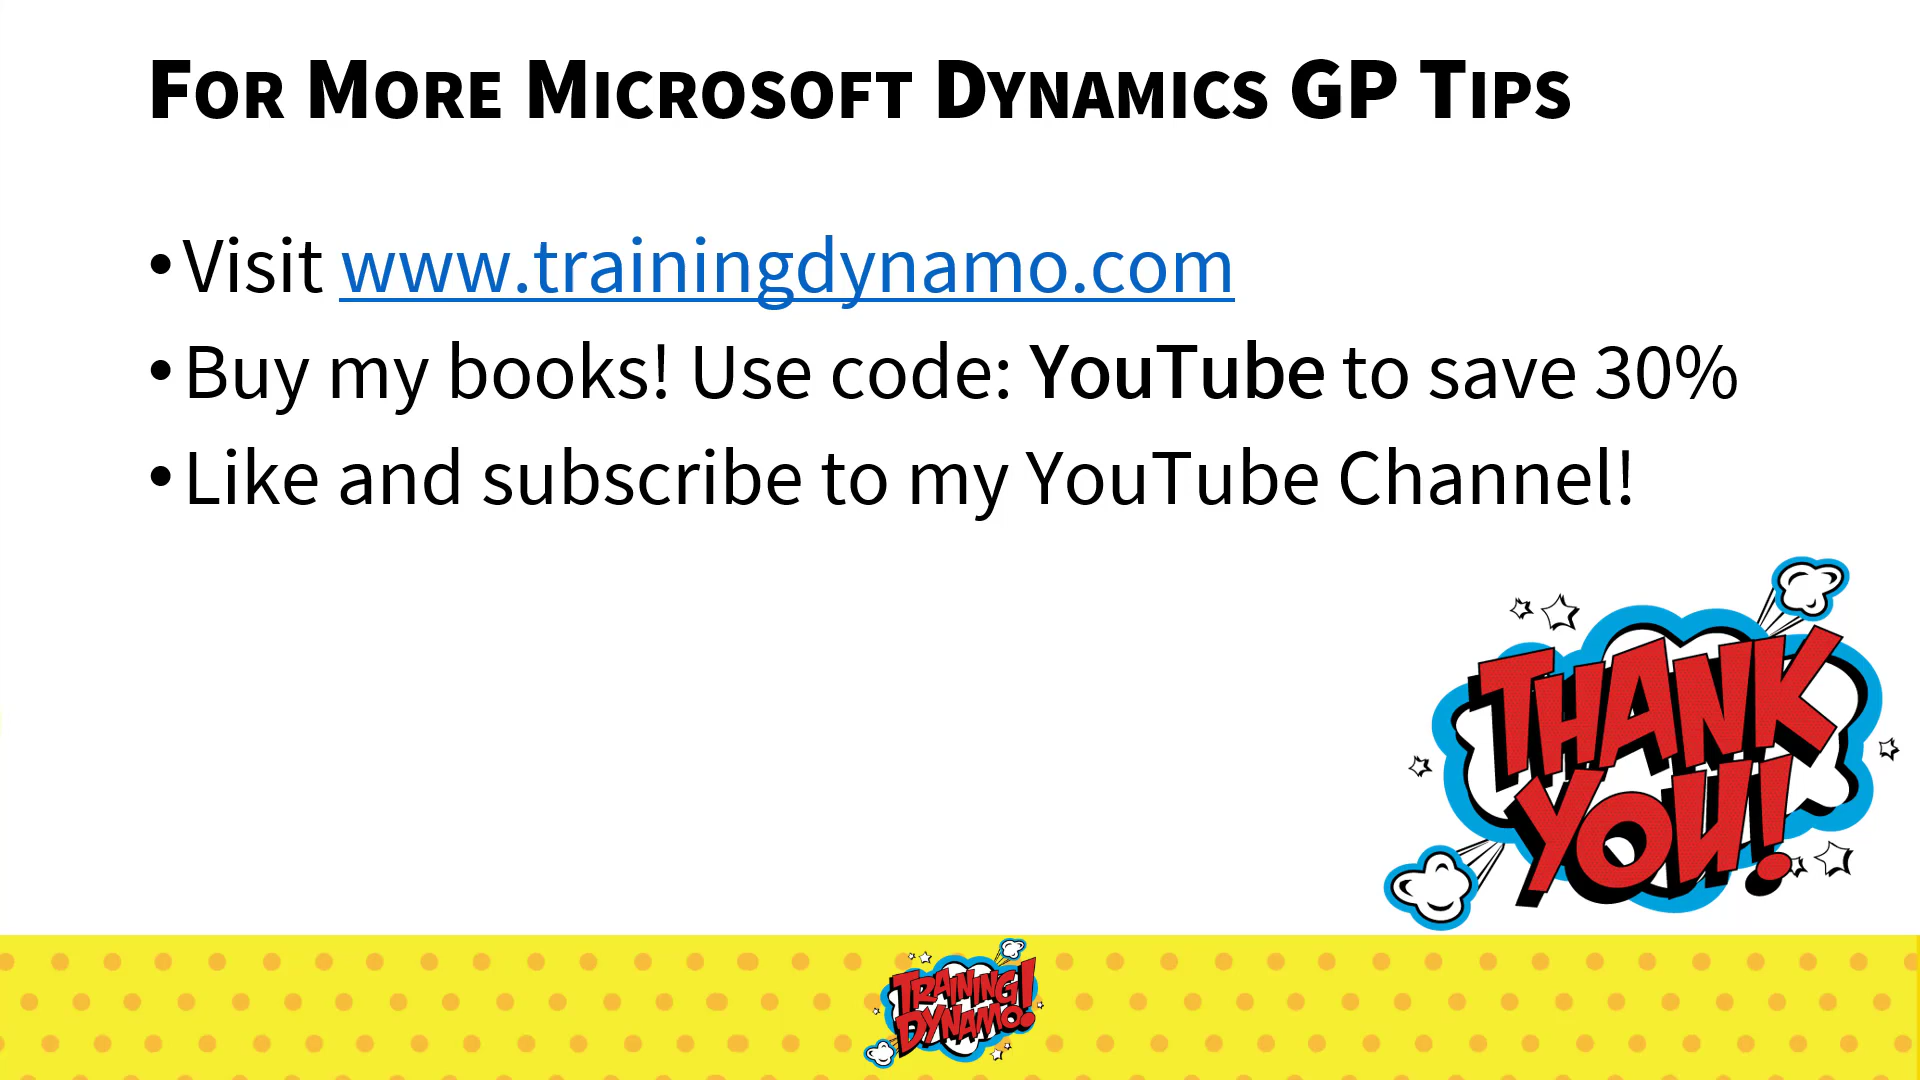 For More Microsoft Dynamics GP Tips
•Visit www.trainingdynamo.com
•Buy my books! Use code: YouTube to save 30%
•Like and subscribe to my YouTube Channel!
THANK
YOU!
TRAINING
DYNAMO!